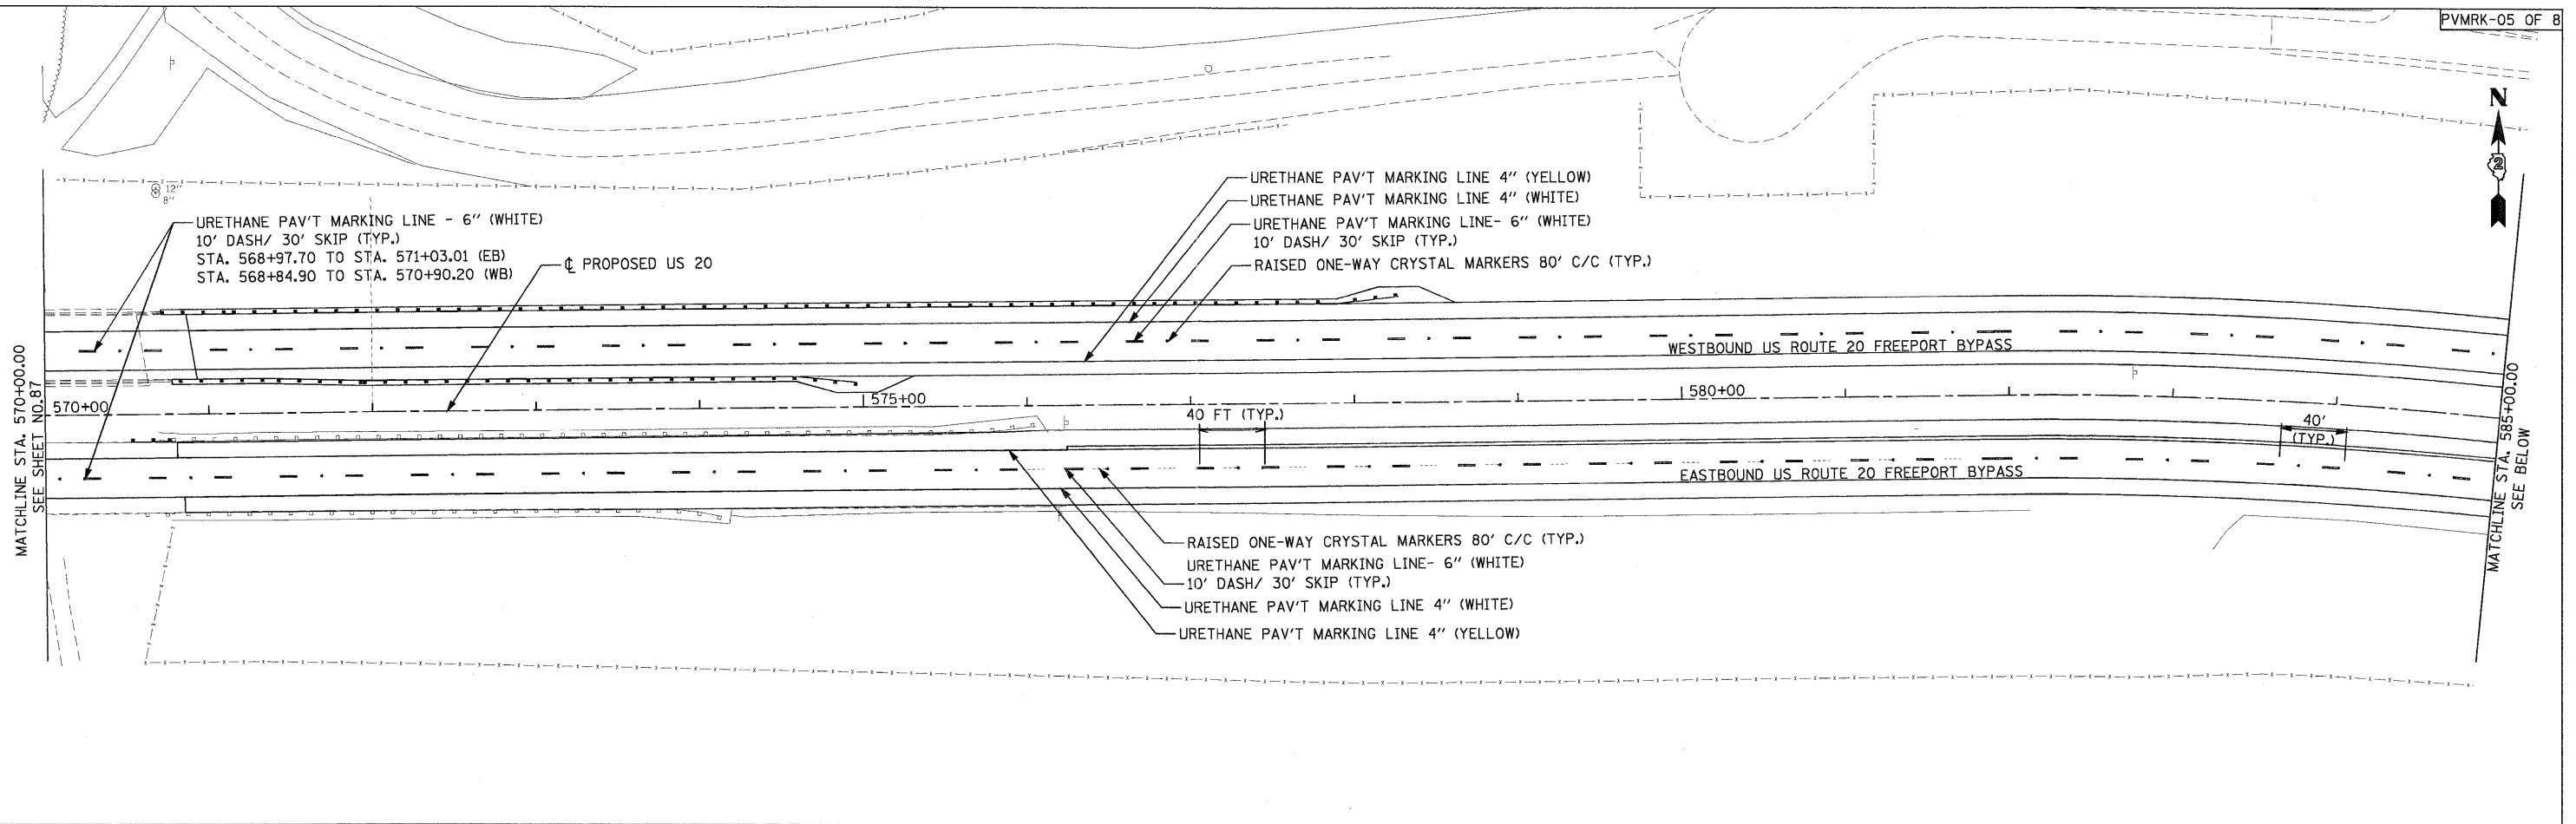 PVMRK-05 OF 8
N
2
12"
8"
URETHANE PAV'T MARKING LINE 4" (YELLOW)
URETHANE PAV'T MARKING LINE 4" (WHITE)
URETHANE PAV'T MARKING LINE- 6" (WHITE)
10' DASH/ 30' SKIP (TYP.)
RAISED ONE-WAY CRYSTAL MARKERS 80' C/C (TYP.)
URETHANE PAV'T MARKING LINE - 6" (WHITE)
10' DASH/ 30' SKIP (TYP.)
STA. 568+97.70 TO STA. 571+03.01 (EB)
STA. 568+84.90 TO STA. 570+90.20 (WB)
℄ PROPOSED US 20
WESTBOUND US ROUTE 20 FREEPORT BYPASS
MATCHLINE STA. 570+00.00
SEE SHEET NO.87
570+00
575+00
580+00
40 FT (TYP.)
40'
(TYP.)
MATCHLINE STA. 585+00.00
SEE BELOW
EASTBOUND US ROUTE 20 FREEPORT BYPASS
RAISED ONE-WAY CRYSTAL MARKERS 80' C/C (TYP.)
URETHANE PAV'T MARKING LINE- 6" (WHITE)
10' DASH/ 30' SKIP (TYP.)
URETHANE PAV'T MARKING LINE 4" (WHITE)
URETHANE PAV'T MARKING LINE 4" (YELLOW)